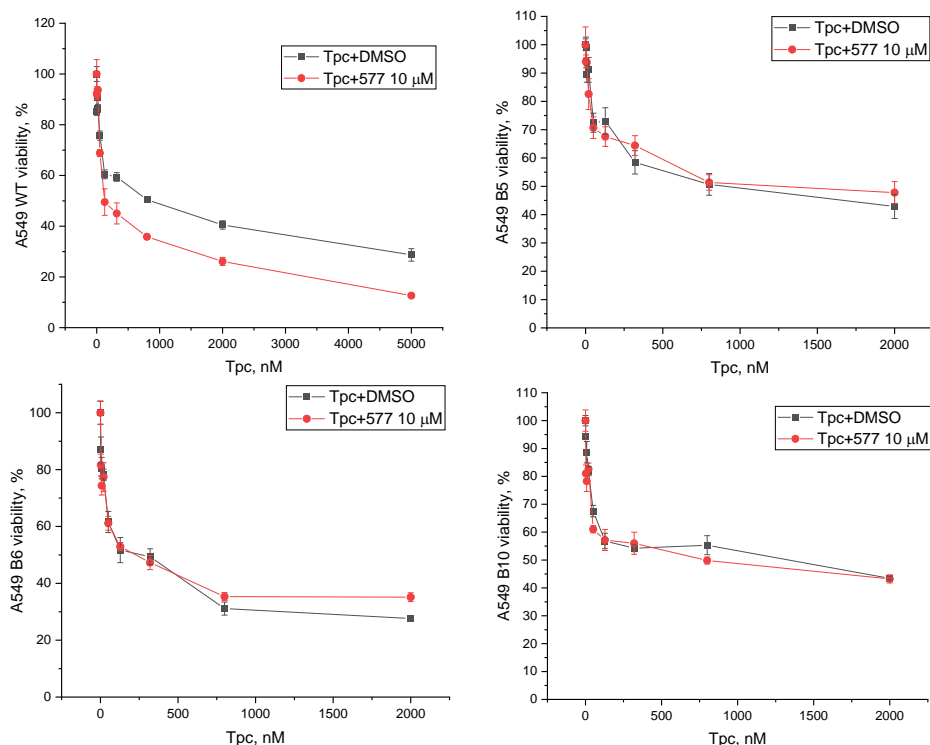 120
100
80
60
40
20
0
A549 WT viability, %
Tpc+DMSO
Tpc+577 10 μM
0 1000 2000 3000 4000 5000
Tpc, nM
110
100
90
80
70
60
50
40
30
20
10
0
A549 B5 viability, %
Tpc+DMSO
Tpc+577 10 μM
0 500 1000 1500 2000
Tpc, nM
100
80
60
40
20
0
A549 B6 viability, %
Tpc+DMSO
Tpc+577 10 μM
0 500 1000 1500 2000
Tpc, nM
110
100
90
80
70
60
50
40
30
20
10
0
A549 B10 viability, %
Tpc+DMSO
Tpc+577 10 μM
0 500 1000 1500 2000
Tpc, nM